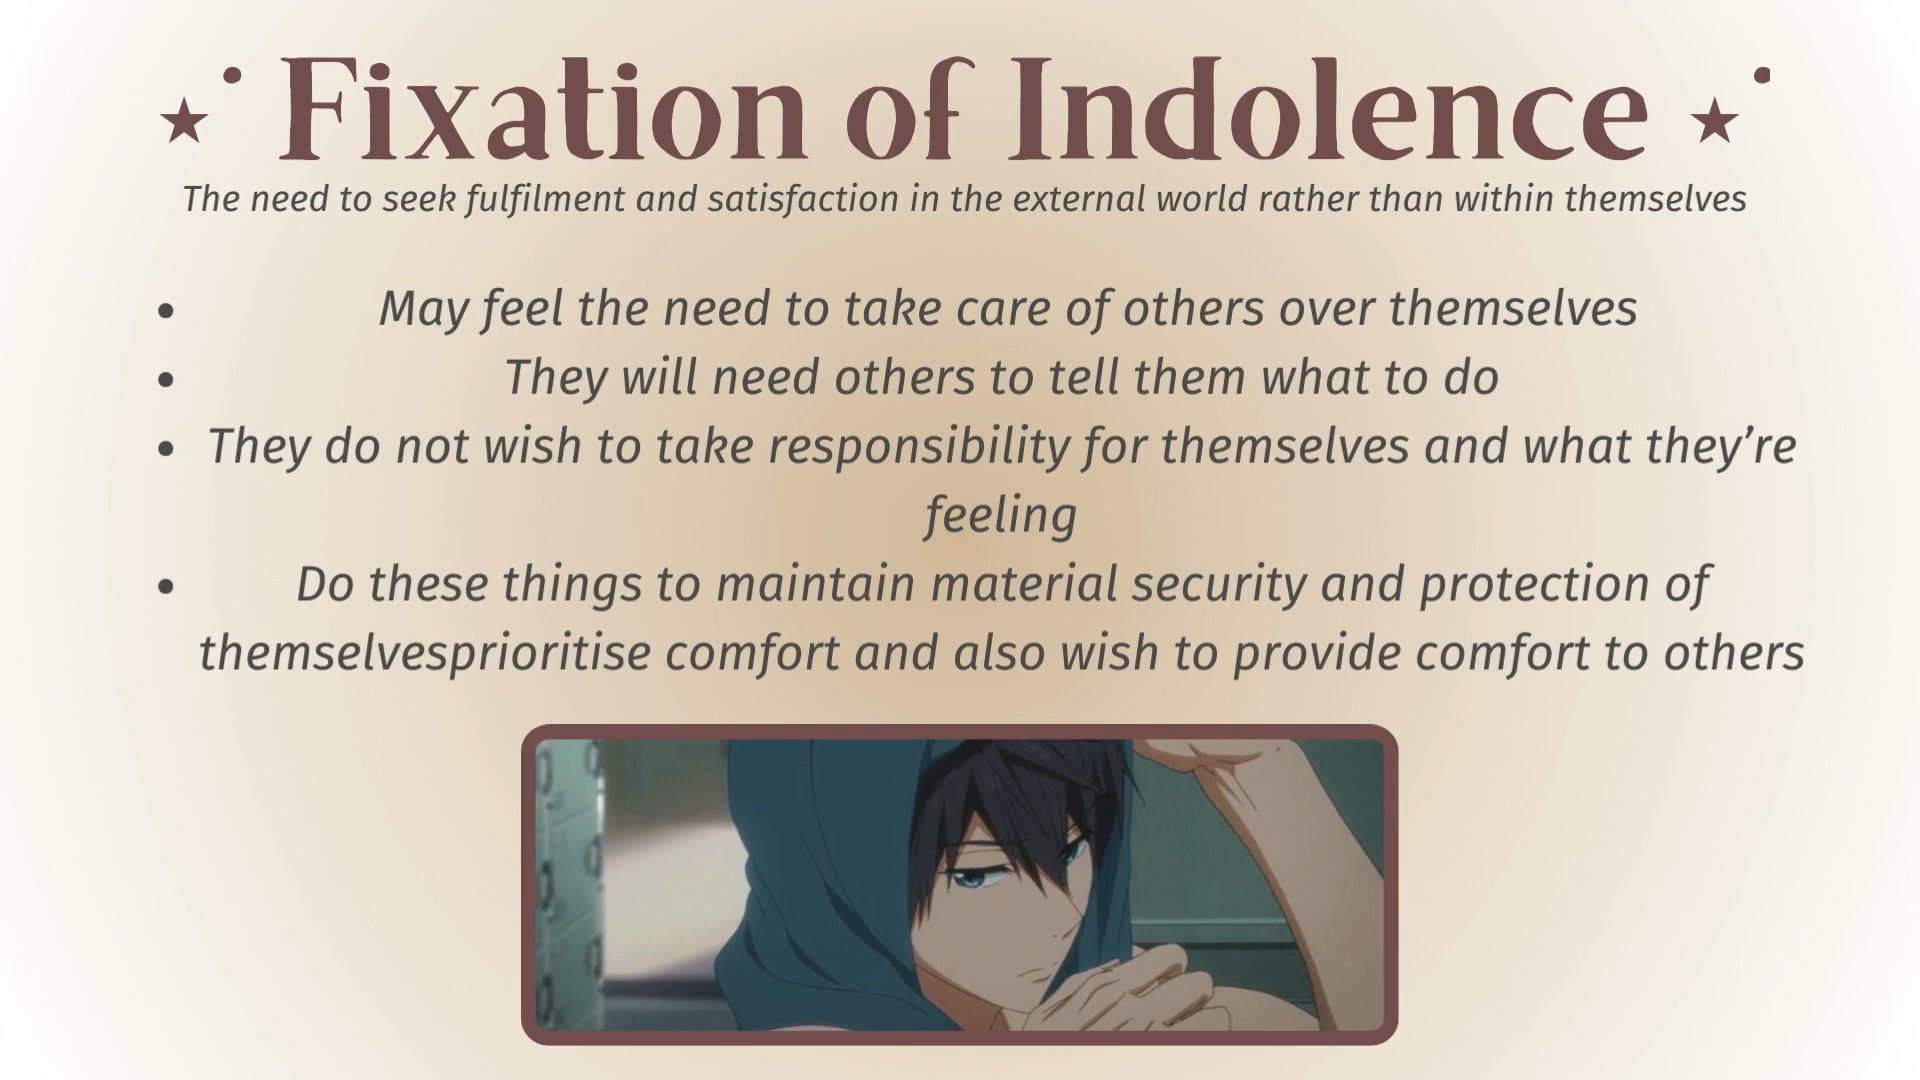 ★ • Fixation of Indolence ★ •
The need to seek fulfilment and satisfaction in the external world rather than within themselves
• May feel the need to take care of others over themselves
• They will need others to tell them what to do
• They do not wish to take responsibility for themselves and what they’re
feeling
• Do these things to maintain material security and protection of
themselvesprioritise comfort and also wish to provide comfort to others